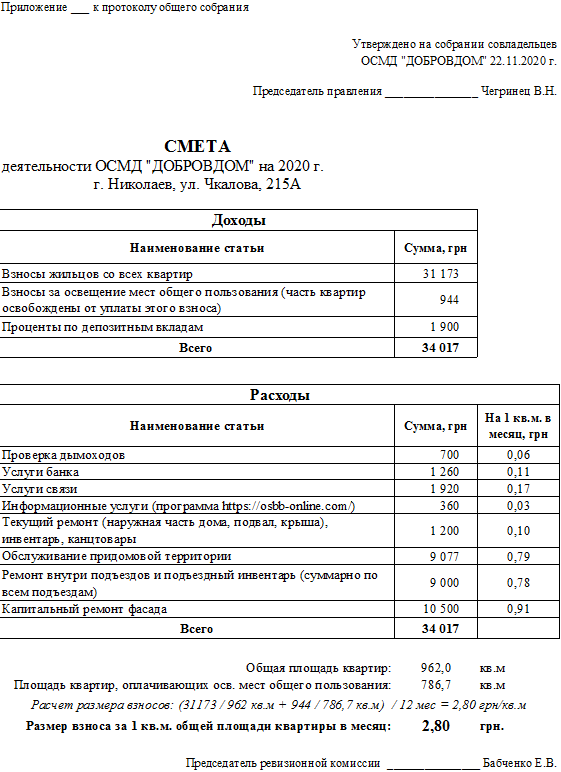 Приложение ___ к протоколу общего собрания
Утверждено на собрании совладельцев
ОСМД "ДОБРОВДОМ" 22.11.2020 г.
Председатель правления _______________ Чегринец В.Н.
СМЕТА
деятельности ОСМД "ДОБРОВДОМ" на 2020 г.
г. Николаев, ул. Чкалова, 215А
Доходы
Наименование статьи Сумма, грн
Взносы жильцов со всех квартир 31 173
Взносы за освещение мест общего пользования (часть квартир
освобождены от уплаты этого взноса) 944
Проценты по депозитным вкладам 1 900
Всего 34 017
Расходы
Наименование статьи Сумма, грн На 1 кв.м. в
месяц, грн
Проверка дымоходов 700 0,06
Услуги банка 1 260 0,11
Услуги связи 1 920 0,17
Информационные услуги (программа https://osbb-online.com/) 360 0,03
Текущий ремонт (наружная часть дома, подвал, крыша),
инвентарь, канцтовары 1 200 0,10
Обслуживание придомовой территории 9 077 0,79
Ремонт внутри подъездов и подъездный инвентарь (суммарно по
всем подъездам) 9 000 0,78
Капитальный ремонт фасада 10 500 0,91
Всего 34 017
Общая площадь квартир: 962,0 кв.м
Площадь квартир, оплачивающих осв. мест общего пользования: 786,7 кв.м
Расчет размера взносов: (31173 / 962 кв.м + 944 / 786,7 кв.м) / 12 мес = 2,80 грн/кв.м
Размер взноса за 1 кв.м. общей площади квартиры в месяц: 2,80 грн.
Председатель ревизионной комиссии _______________ Бабченко Е.В.